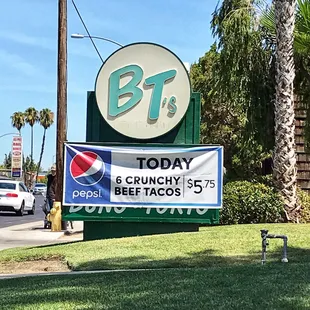 BT's
TODAY
6 CRUNCHY
BEEF TACOS
$5.75
pepsi